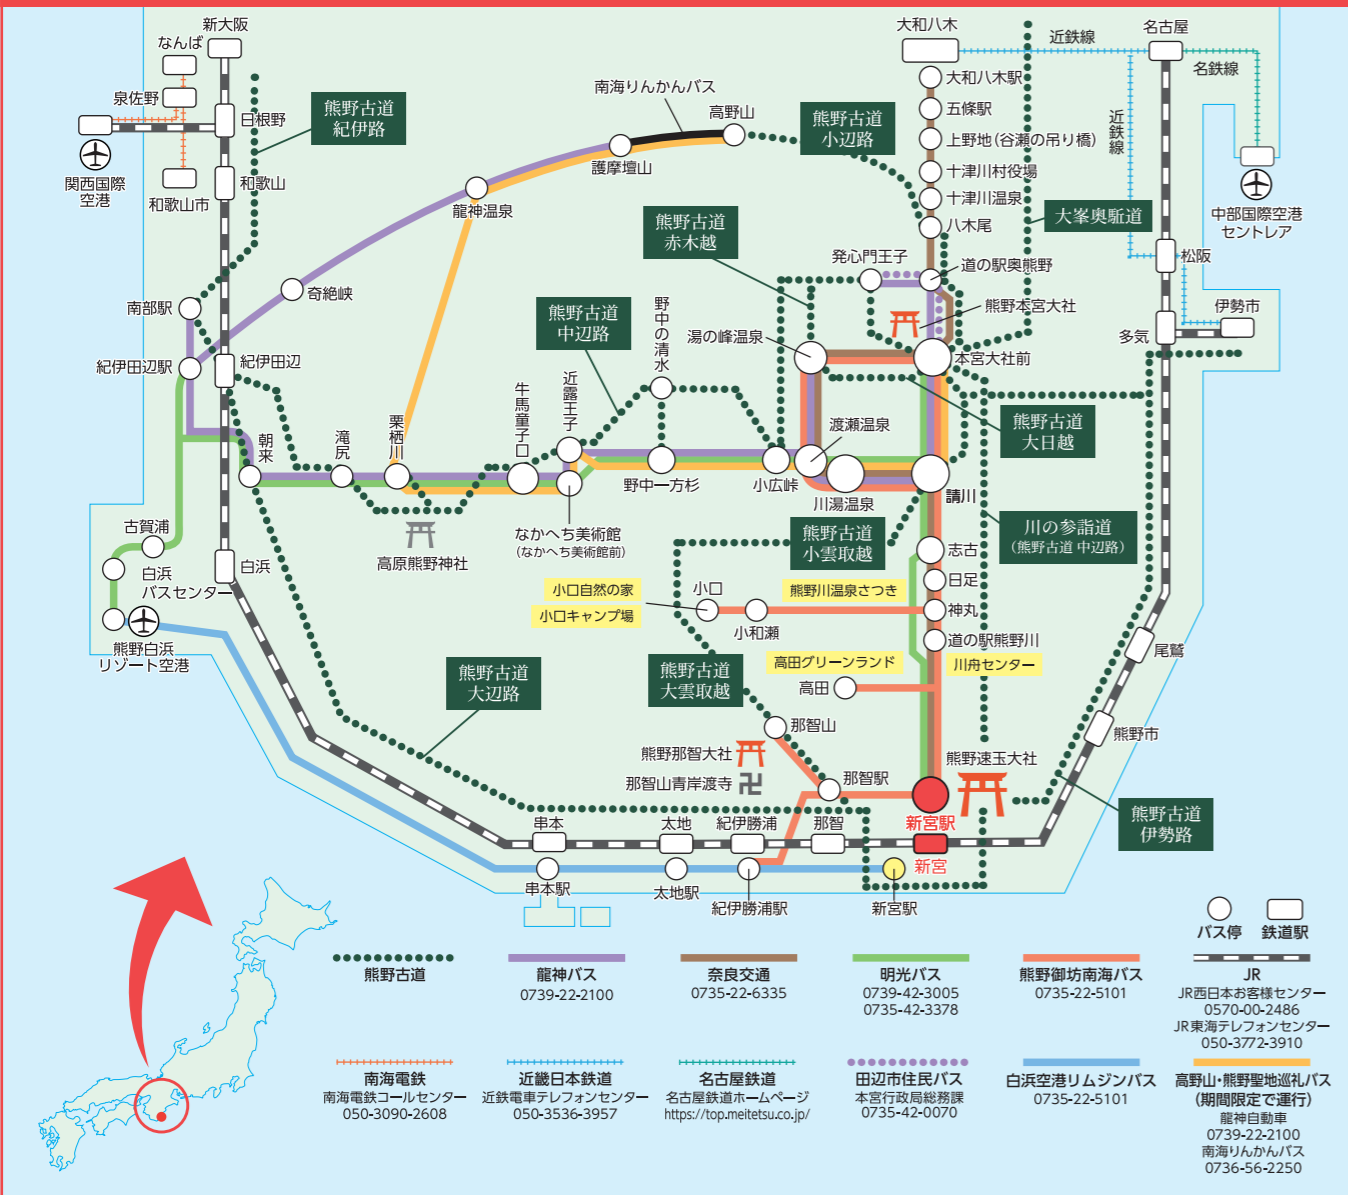 新大阪
なんば
泉佐野
日根野
関西国際
空港
和歌山市
和歌山
熊野古道
紀伊路
南海りんかんバス
高野山
護摩壇山
龍神温泉
奇絶峡
熊野古道
小辺路
大和八木
近鉄線
名古屋
名鉄線
近鉄線
大和八木駅
五條駅
上野地(谷瀬の吊り橋)
十津川村役場
十津川温泉
八木尾
大峯奥駈道
中部国際空港
セントレア
松阪
伊勢市
多気
熊野古道
赤木越
発心門王子
道の駅奥熊野
熊野本宮大社
湯の峰温泉
本宮大社前
南部駅
紀伊田辺駅
紀伊田辺
熊野古道
中辺路
野中の清水
近露王子
牛馬童子口
栗栖川
滝尻
朝来
熊野古道
大日越
渡瀬温泉
野中一方杉
小広峠
川湯温泉
請川
なかへち美術館
(なかへち美術館前)
高原熊野神社
熊野古道
小雲取越
川の参詣道
(熊野古道 中辺路)
古賀浦
白浜
バスセンター
白浜
熊野白浜
リゾート空港
小口自然の家
小口キャンプ場
小口
小和瀬
熊野川温泉さつき
志古
日足
神丸
道の駅熊野川
川舟センター
高田グリーンランド
高田
熊野古道
大雲取越
熊野古道
大辺路
尾鷲
熊野市
那智山
熊野那智大社
那智山青岸渡寺
那智駅
熊野速玉大社
新宮駅
熊野古道
伊勢路
串本
太地
紀伊勝浦
那智
新宮
串本駅
太地駅
紀伊勝浦駅
新宮駅
バス停
鉄道駅
熊野古道
龍神バス
0739-22-2100
奈良交通
0735-22-6335
明光バス
0739-42-3005
0735-42-3378
熊野御坊南海バス
0735-22-5101
JR
JR西日本お客様センター
0570-00-2486
JR東海テレフォンセンター
050-3772-3910
南海電鉄
南海電鉄コールセンター
050-3090-2608
近畿日本鉄道
近鉄電車テレフォンセンター
050-3536-3957
名古屋鉄道
名古屋鉄道ホームページ
https://top.meitetsu.co.jp/
田辺市住民バス
本宮行政局総務課
0735-42-0070
白浜空港リムジンバス
0735-22-5101
高野山・熊野聖地巡礼バス
(期間限定で運行)
龍神自動車
0739-22-2100
南海りんかんバス
0736-56-2250